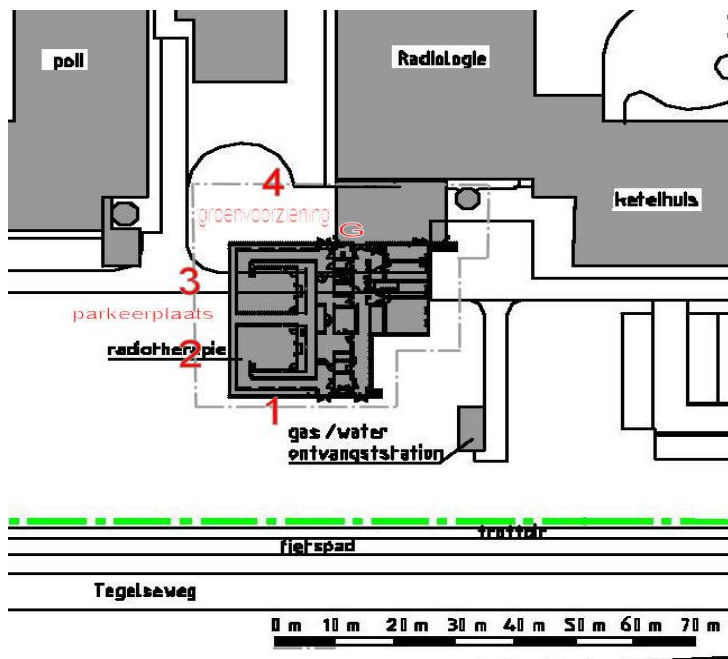 poli
Radiologie
4
groenvoorziening
G
ketelhuis
3
parkeerplaats
radiotherapie
2
1
gas/water
ontvangststation
trottoir
fietspad
Tegelseweg
0 m 10 m 20 m 30 m 40 m 50 m 60 m 70 m